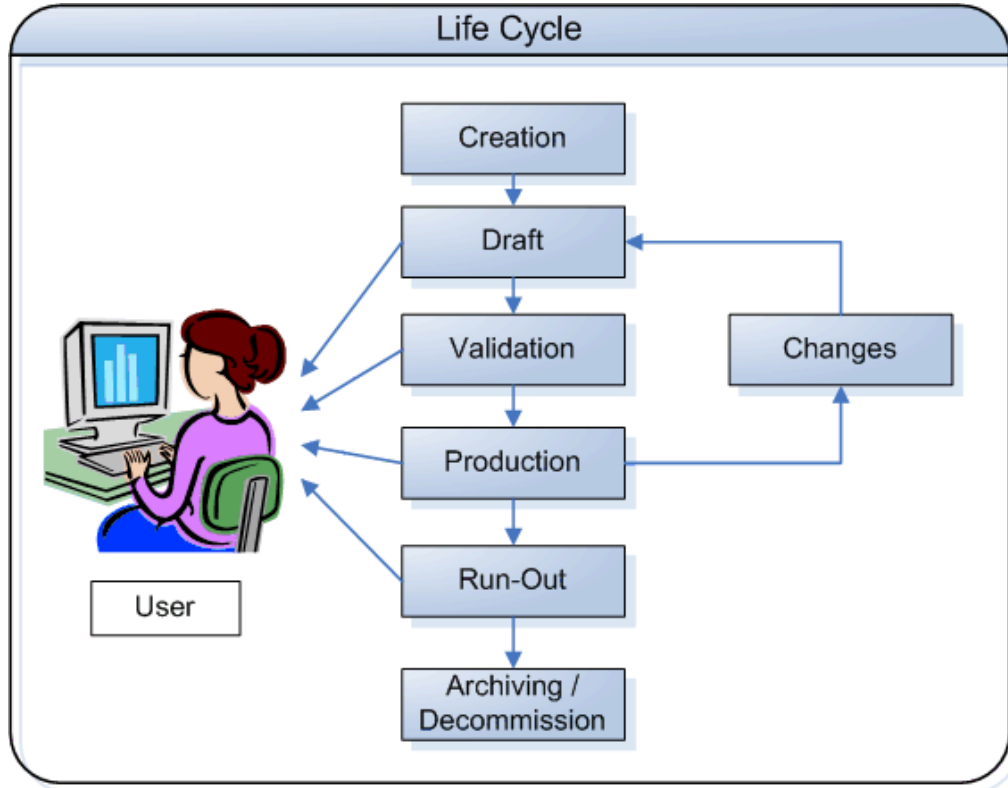 Life Cycle
Creation
Draft
Validation
Changes
Production
Run-Out
User
Archiving /
Decommission